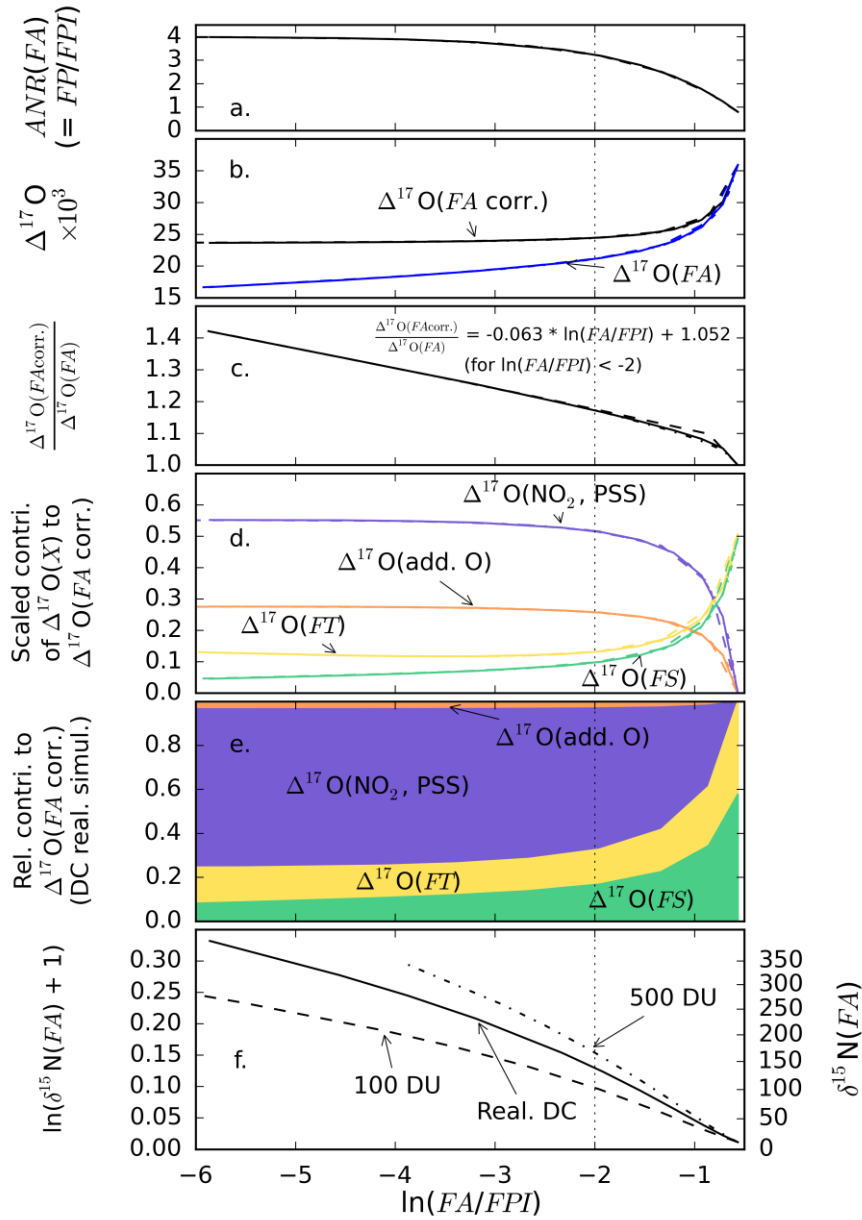 ANR(FA)
(= FP/FPI)
4
3
2
1
0
a.
Δ¹⁷O
×10³
35
30
25
20
15
b.
Δ¹⁷O(FA corr.)
Δ¹⁷O(FA)
Δ¹⁷O(FAcorr.)
Δ¹⁷O(FA)
1.4
1.3
1.2
1.1
1.0
c.
Δ¹⁷O(FAcorr.)
Δ¹⁷O(FA)
= -0.063 * ln(FA/FPI) + 1.052
(for ln(FA/FPI) < -2)
Scaled contri.
of Δ¹⁷O(X) to
Δ¹⁷O(FA corr.)
0.6
0.5
0.4
0.3
0.2
0.1
0.0
d.
Δ¹⁷O(NO₂, PSS)
Δ¹⁷O(add. O)
Δ¹⁷O(FT)
Δ¹⁷O(FS)
Rel. contri. to
Δ¹⁷O(FA corr.)
(DC real. simul.)
0.8
0.6
0.4
0.2
0.0
e.
Δ¹⁷O(add. O)
Δ¹⁷O(NO₂, PSS)
Δ¹⁷O(FT)
Δ¹⁷O(FS)
ln(δ¹⁵N(FA) + 1)
0.30
0.25
0.20
0.15
0.10
0.05
0.00
f.
500 DU
100 DU
Real. DC
350
300
250
200
150
100
50
0
δ¹⁵N(FA)
−6 −5 −4 −3 −2 −1
ln(FA/FPI)